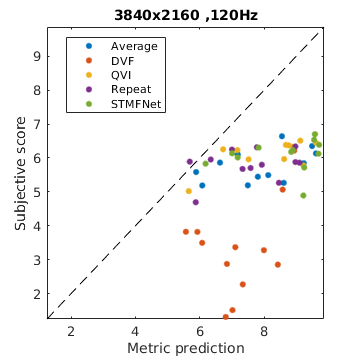 3840x2160 ,120Hz
Average
DVF
QVI
Repeat
STMFNet
9
8
7
6
5
4
3
2
Subjective score
2 4 6 8
Metric prediction